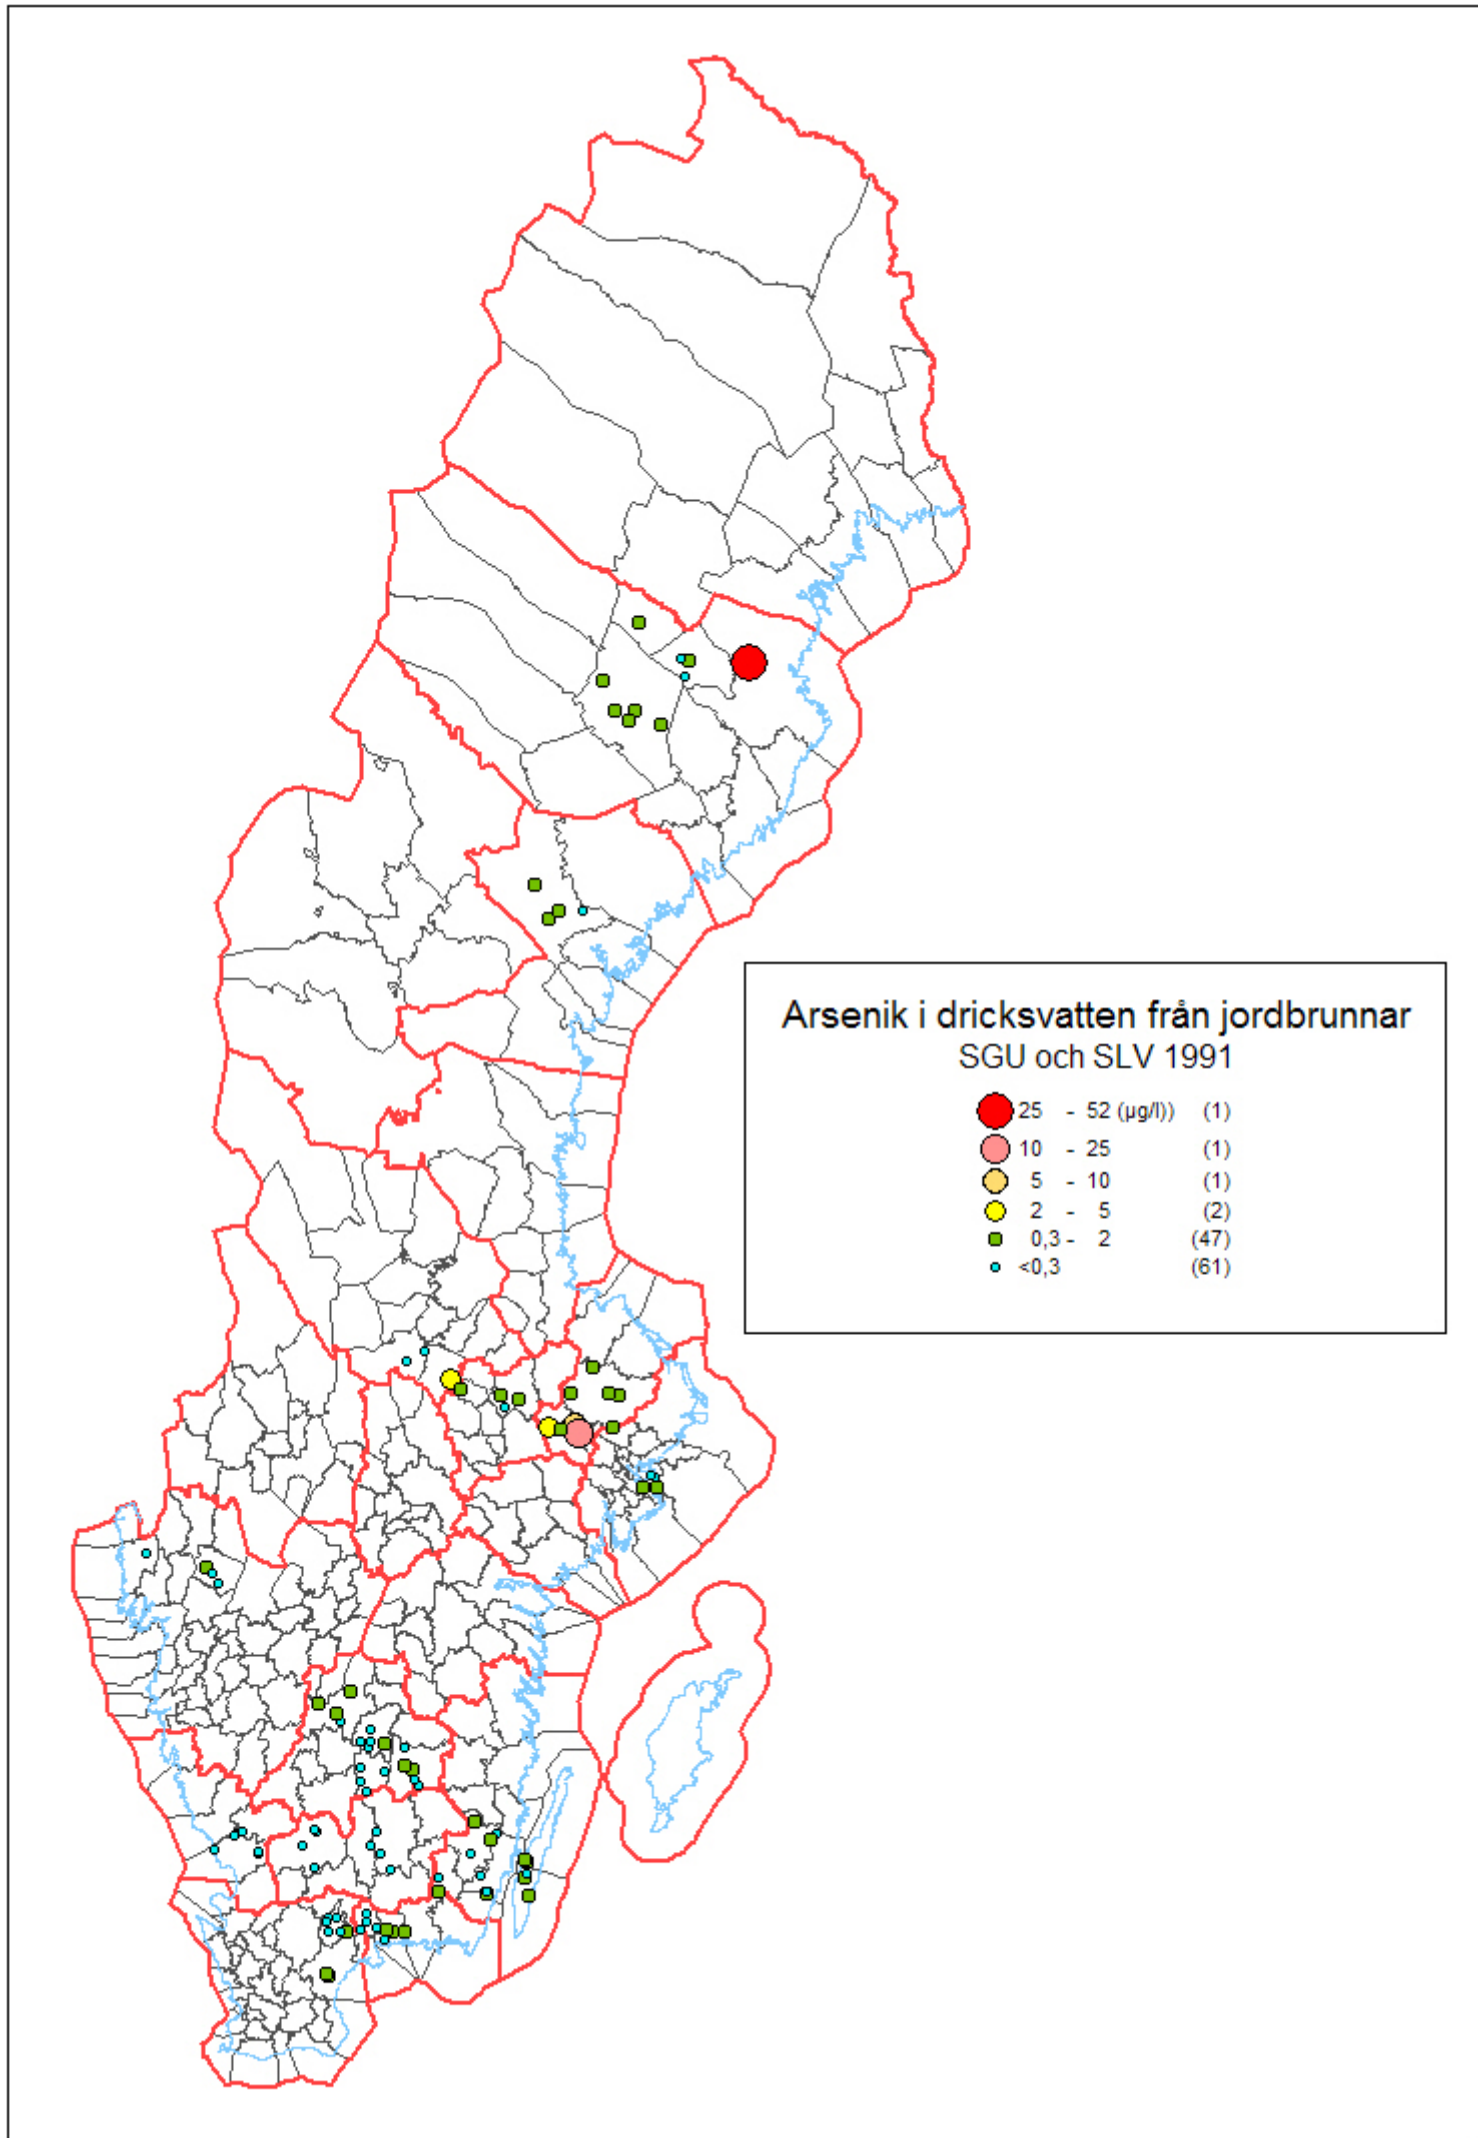 Arsenik i dricksvatten från jordbrunnar
SGU och SLV 1991
25 - 52 (µg/l)) (1)
10 - 25 (1)
5 - 10 (1)
2 - 5 (2)
0,3 - 2 (47)
<0,3 (61)